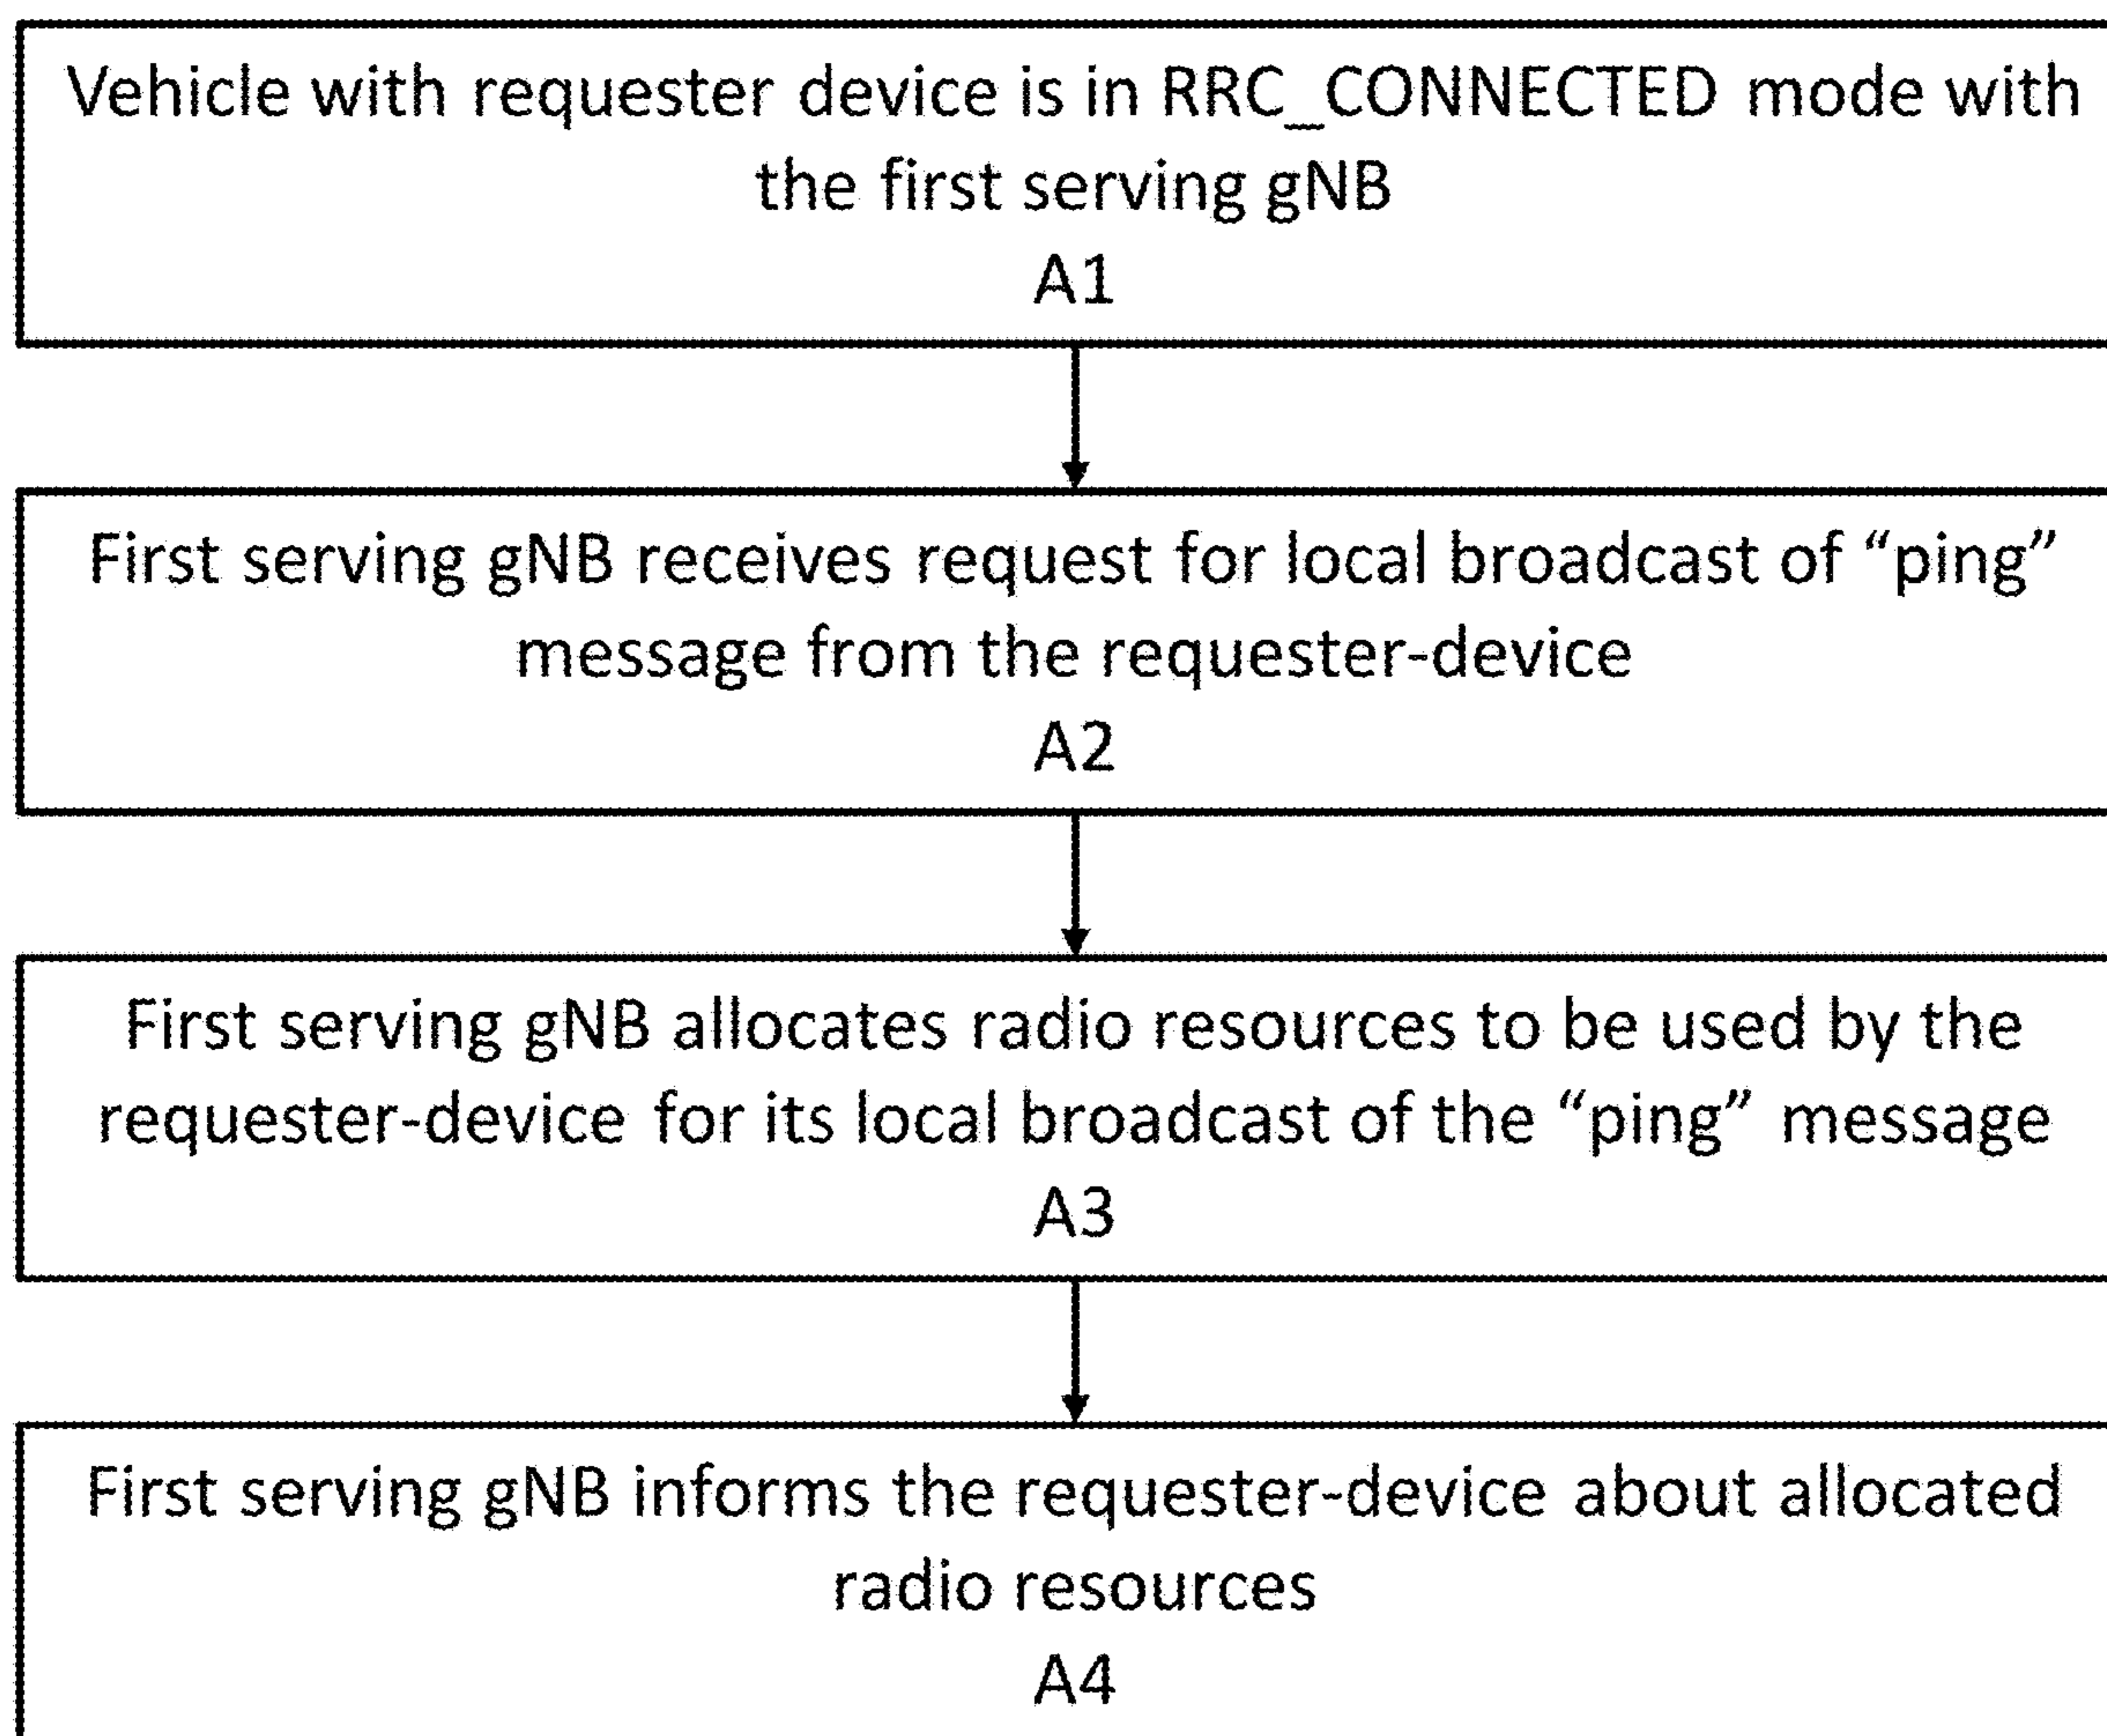 Vehicle with requester device is in RRC_CONNECTED mode with
the first serving gNB
A1
First serving gNB receives request for local broadcast of “ping”
message from the requester-device
A2
First serving gNB allocates radio resources to be used by the
requester-device for its local broadcast of the “ping” message
A3
First serving gNB informs the requester-device about allocated
radio resources
A4